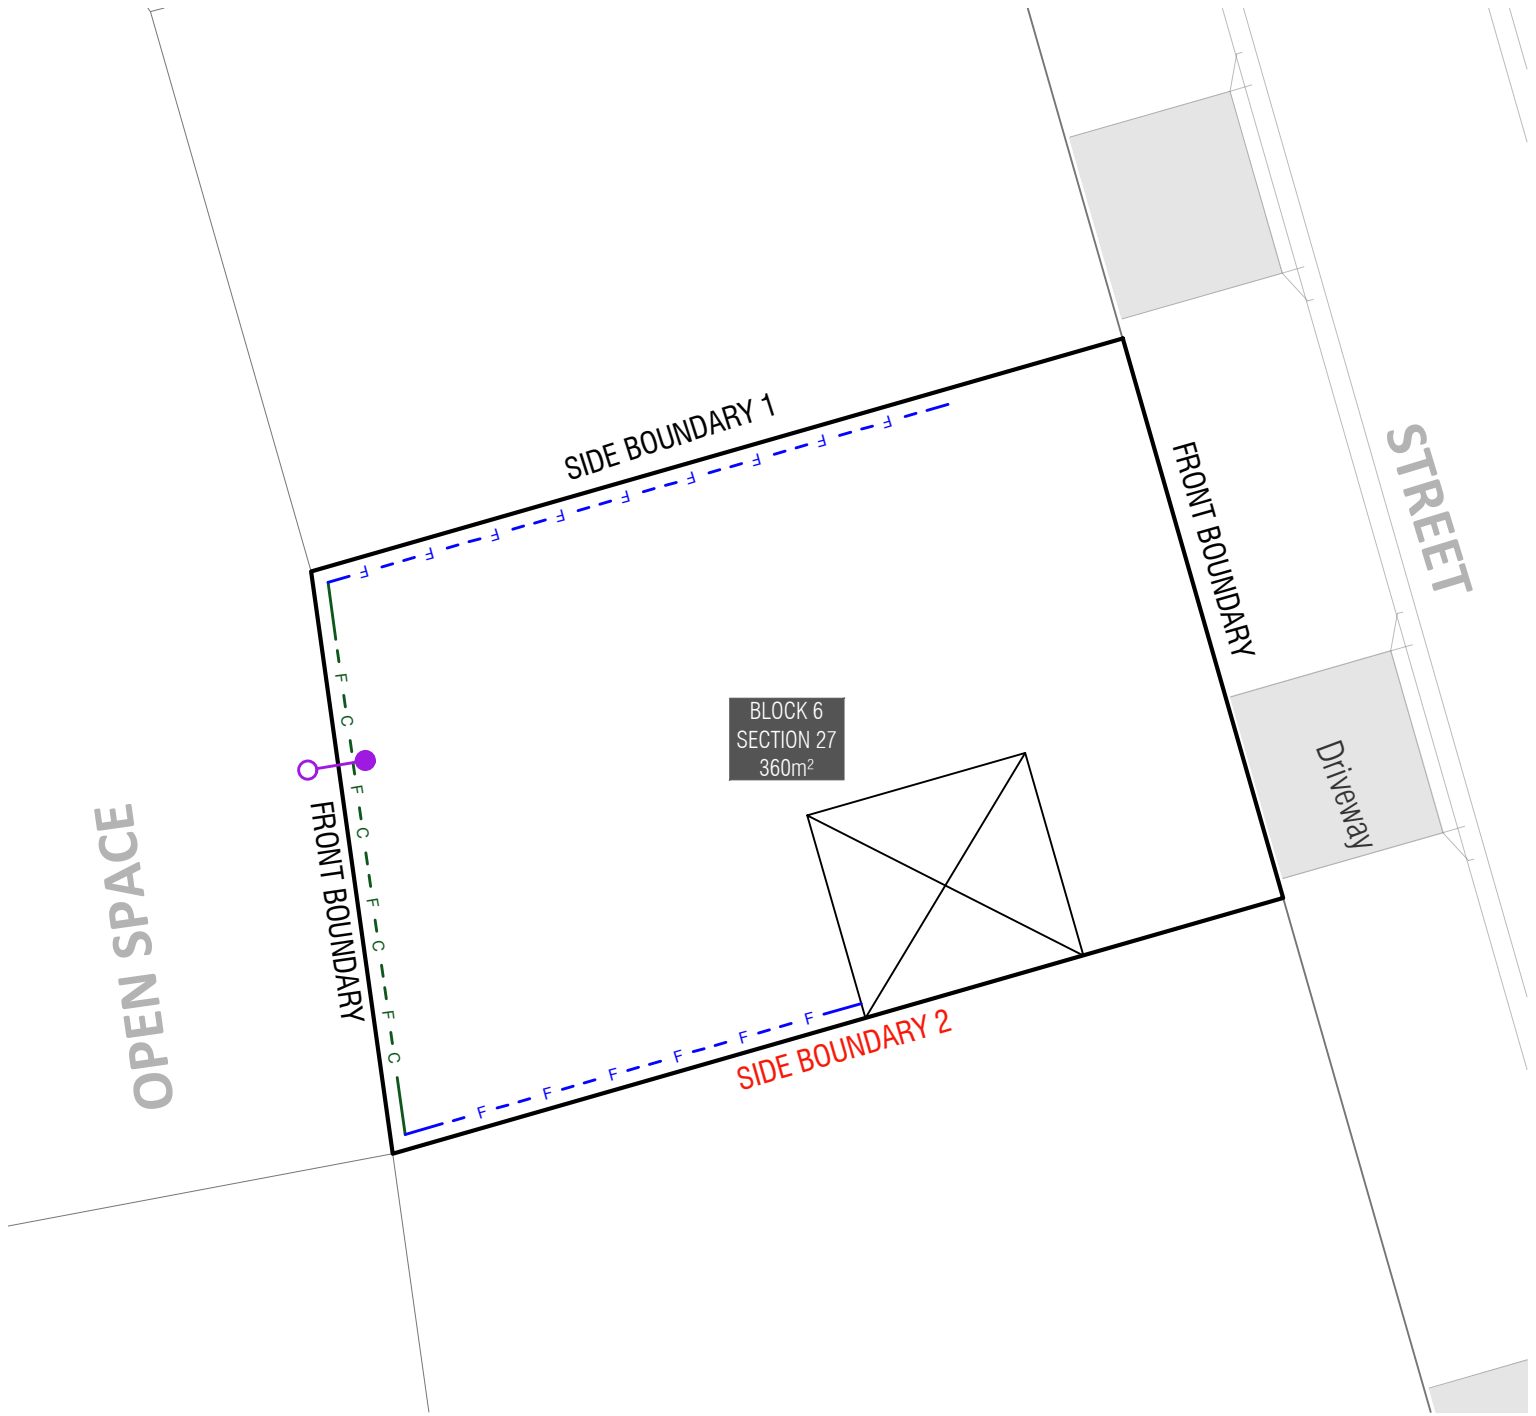 SIDE BOUNDARY 1
STREET
FRONT BOUNDARY
BLOCK 6
SECTION 27
360m²
Driveway
OPEN SPACE
FRONT BOUNDARY
SIDE BOUNDARY 2
F F F F F F F F F
F C F C F C F C
F F F F F F